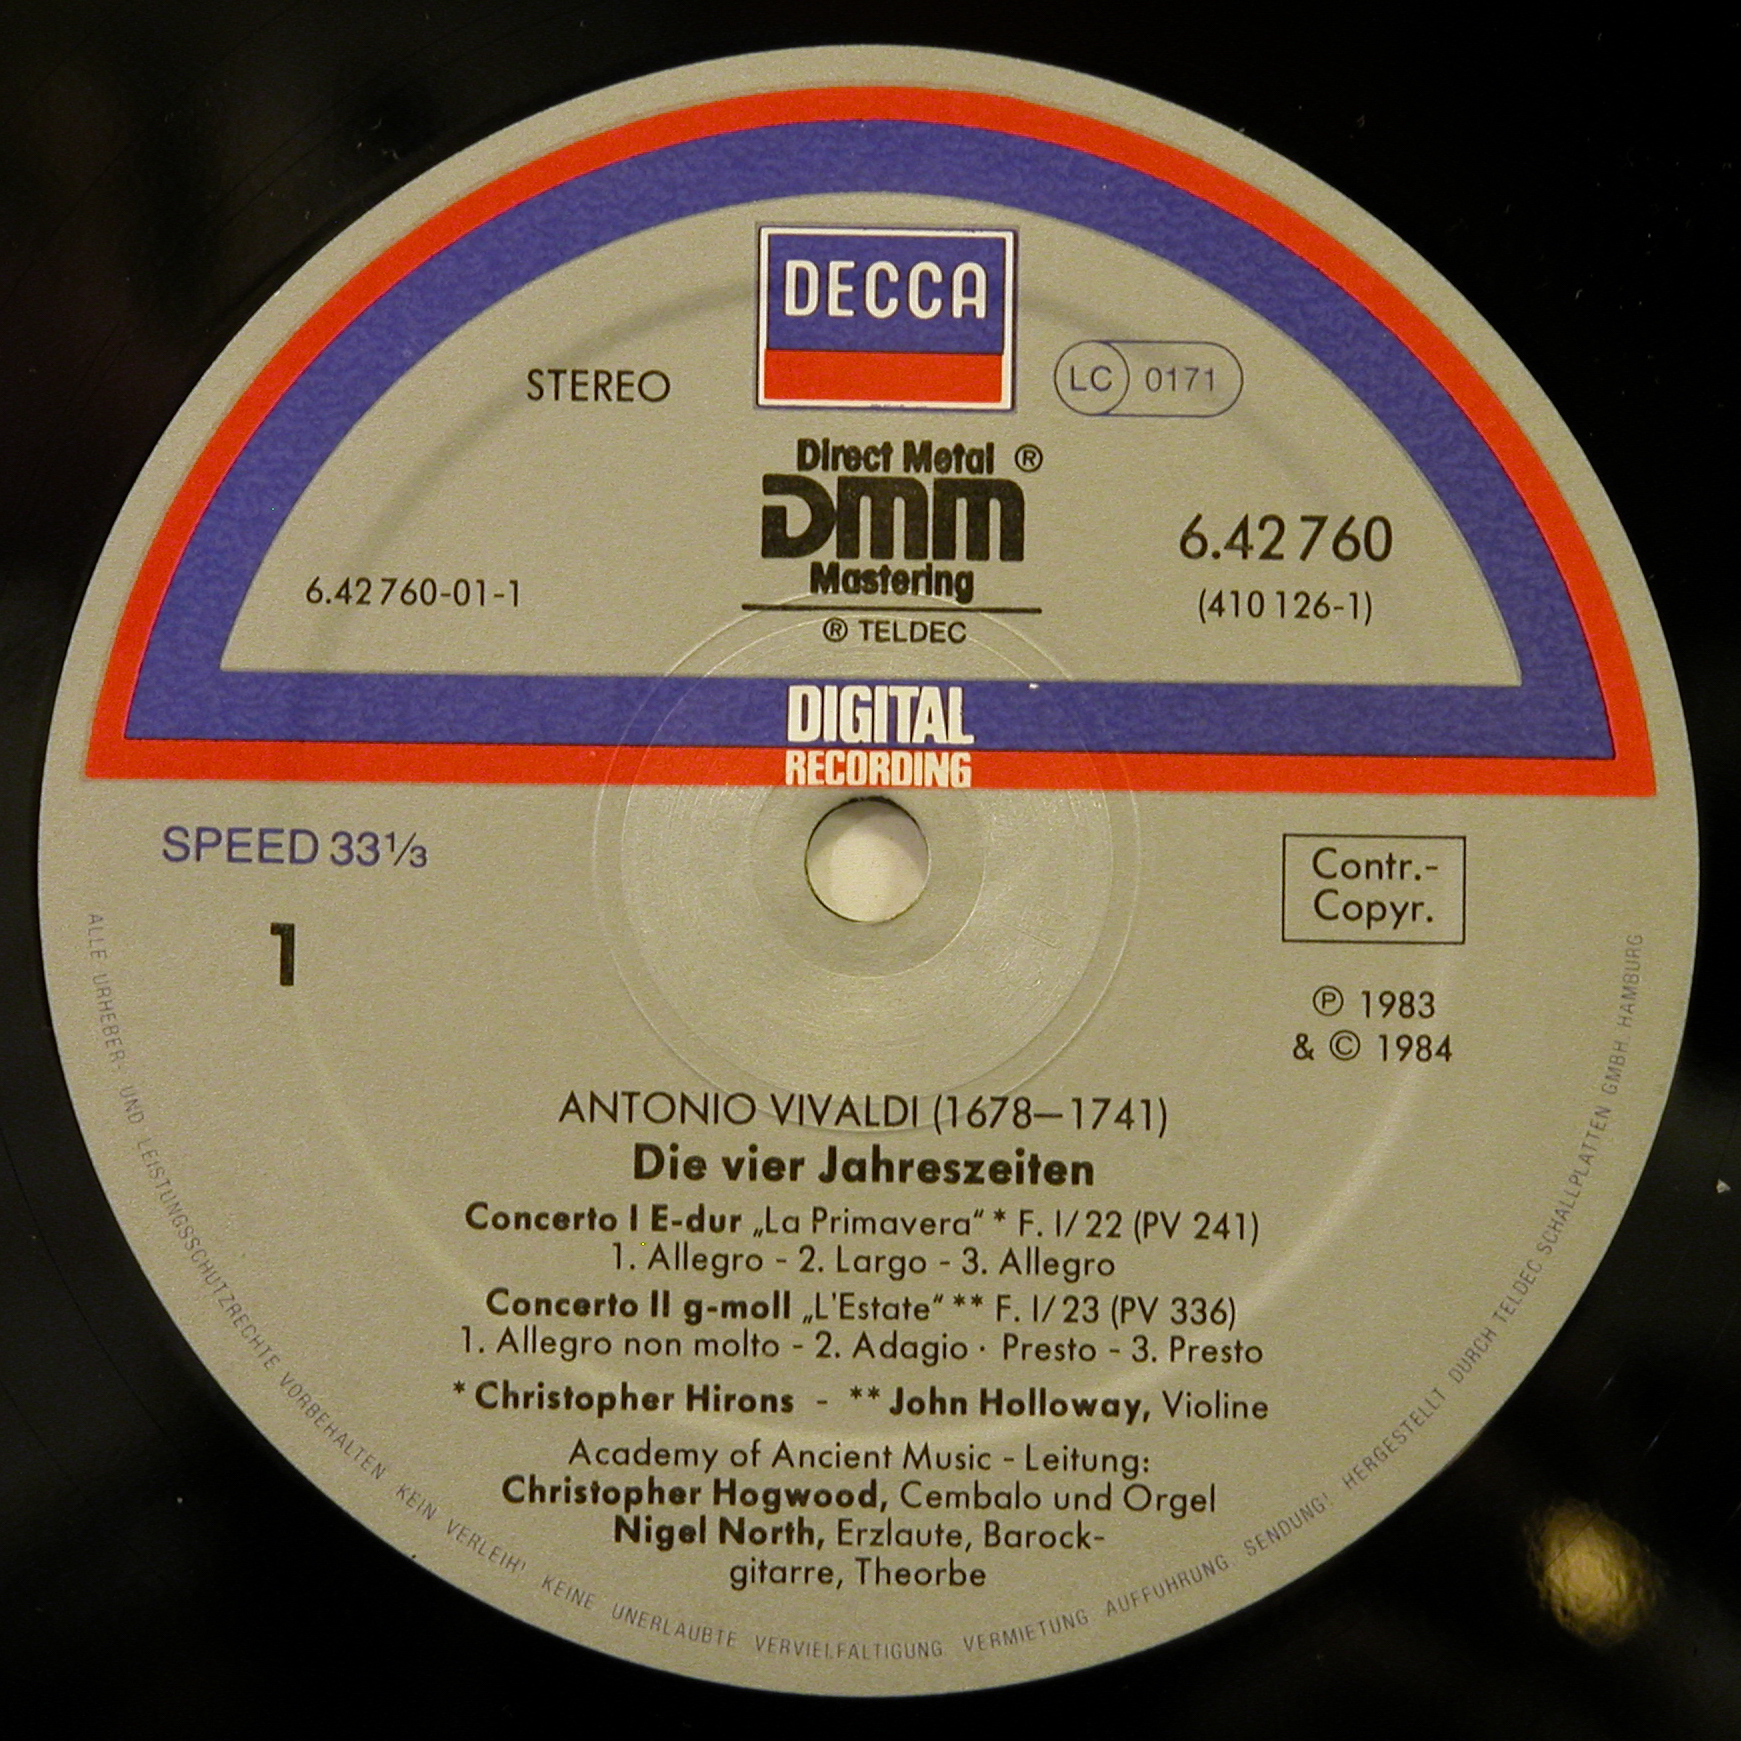 DECCA
STEREO
LC 0171
Direct Metal ®
DMM
Mastering
® TELDEC
6.42760-01-1
6.42 760
(410 126-1)
DIGITAL
RECORDING
SPEED 33⅓
1
Contr.-
Copyr.
℗ 1983
& © 1984
ANTONIO VIVALDI (1678–1741)
Die vier Jahreszeiten
Concerto I E-dur „La Primavera“ * F. I/22 (PV 241)
1. Allegro - 2. Largo - 3. Allegro
Concerto II g-moll „L'Estate“ ** F. I/23 (PV 336)
1. Allegro non molto - 2. Adagio · Presto - 3. Presto
* Christopher Hirons - ** John Holloway, Violine
Academy of Ancient Music - Leitung:
Christopher Hogwood, Cembalo und Orgel
Nigel North, Erzlaute, Barock-
gitarre, Theorbe
ALLE URHEBER- UND LEISTUNGSSCHUTZRECHTE VORBEHALTEN KEIN VERLEIH! KEINE UNERLAUBTE VERVIELFÄLTIGUNG, VERMIETUNG, AUFFÜHRUNG, SENDUNG! HERGESTELLT DURCH TELDEC SCHALLPLATTEN GMBH, HAMBURG